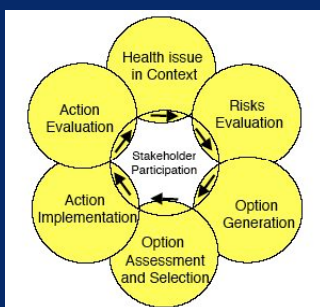 Health issue
in Context
Risks
Evaluation
Option
Generation
Option
Assessment
and Selection
Action
Implementation
Action
Evaluation
Stakeholder
Participation